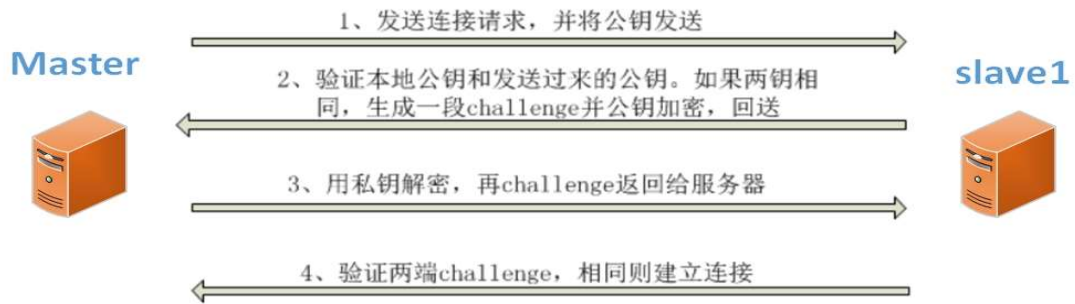 1、发送连接请求，并将公钥发送
Master
slave1
2、验证本地公钥和发送过来的公钥。如果两钥相
同，生成一段challenge并公钥加密，回送
3、用私钥解密，再challenge返回给服务器
4、验证两端challenge，相同则建立连接